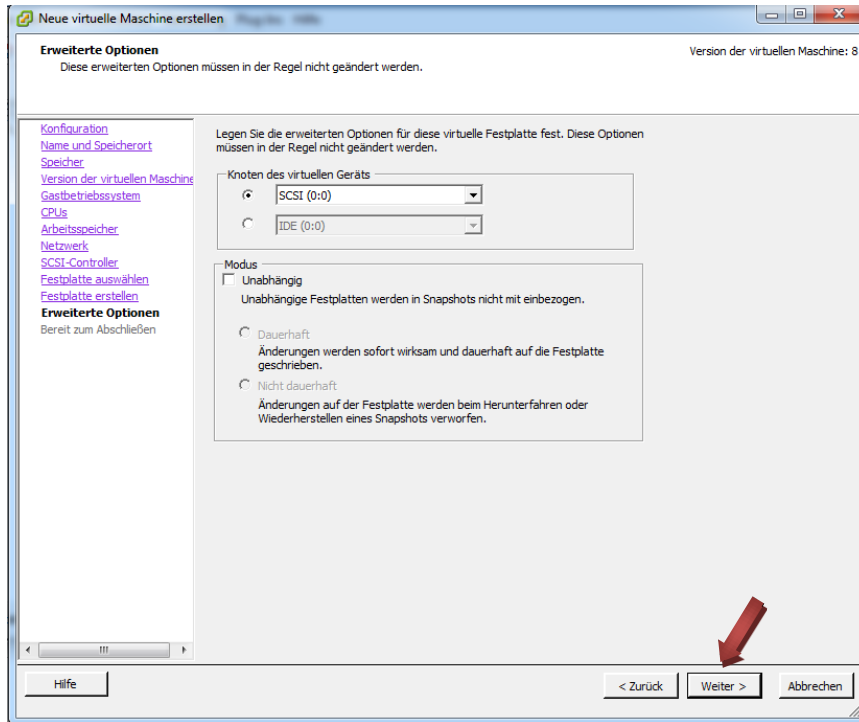 Neue virtuelle Maschine erstellen
Erweiterte Optionen
Diese erweiterten Optionen müssen in der Regel nicht geändert werden.
Version der virtuellen Maschine: 8
Konfiguration
Name und Speicherort
Speicher
Version der virtuellen Maschine
Gastbetriebssystem
CPUs
Arbeitsspeicher
Netzwerk
SCSI-Controller
Festplatte auswählen
Festplatte erstellen
Erweiterte Optionen
Bereit zum Abschließen
Legen Sie die erweiterten Optionen für diese virtuelle Festplatte fest. Diese Optionen
müssen in der Regel nicht geändert werden.
Knoten des virtuellen Geräts
SCSI (0:0)
IDE (0:0)
Modus
Unabhängig
Unabhängige Festplatten werden in Snapshots nicht mit einbezogen.
Dauerhaft
Änderungen werden sofort wirksam und dauerhaft auf die Festplatte
geschrieben.
Nicht dauerhaft
Änderungen auf der Festplatte werden beim Herunterfahren oder
Wiederherstellen eines Snapshots verworfen.
Hilfe
< Zurück
Weiter >
Abbrechen